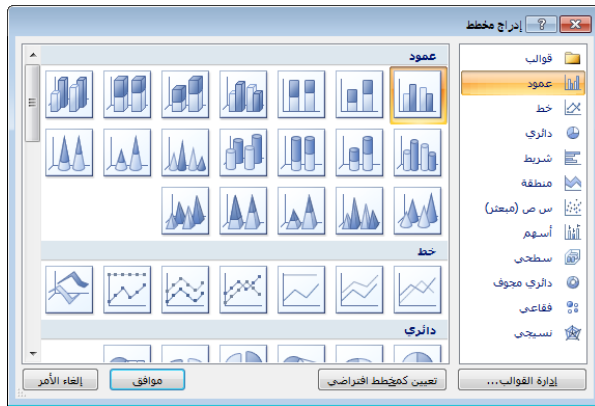 إدراج مخطط
قوالب
عمود
خط
دائري
شريط
منطقة
س ص (مبعثر)
أسهم
سطحي
دائري مجوف
فقاعي
نسيجي
عمود
خط
دائري
إدارة القوالب...
تعيين كمخطط افتراضي
موافق
إلغاء الأمر